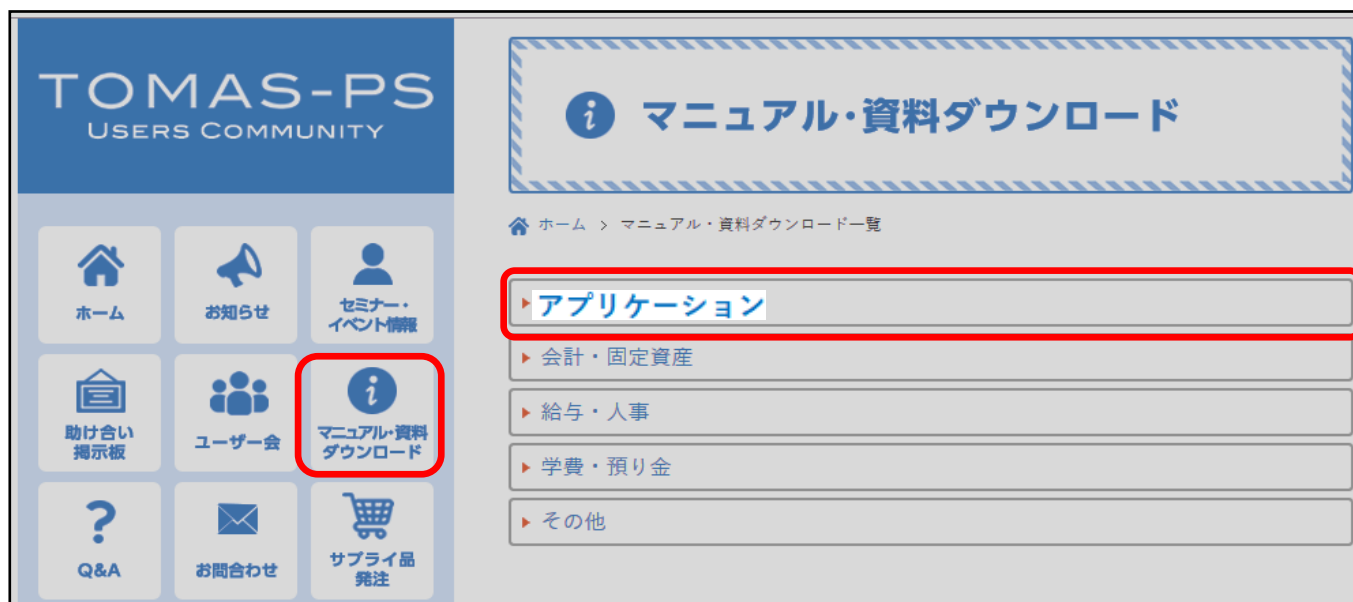 TOMAS-PS
USERS COMMUNITY
ホーム
お知らせ
セミナー・
イベント情報
助け合い
掲示板
ユーザー会
マニュアル・資料
ダウンロード
Q&A
お問合わせ
サプライ品
発注
マニュアル・資料ダウンロード
ホーム > マニュアル・資料ダウンロード一覧
アプリケーション
会計・固定資産
給与・人事
学費・預り金
その他